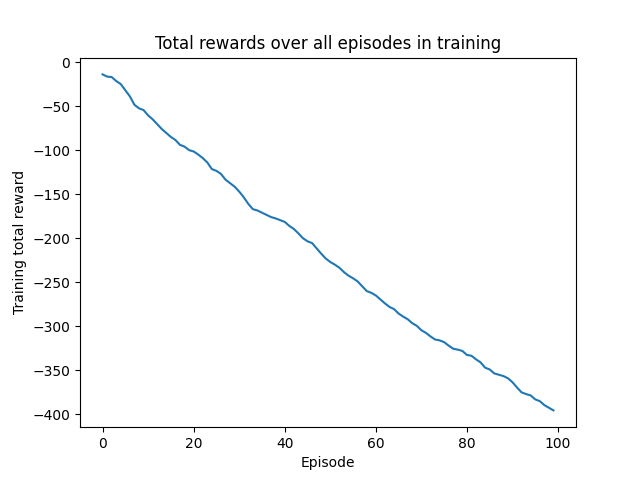 Total rewards over all episodes in training
0
−50
−100
−150
−200
−250
−300
−350
−400
Training total reward
0 20 40 60 80 100
Episode